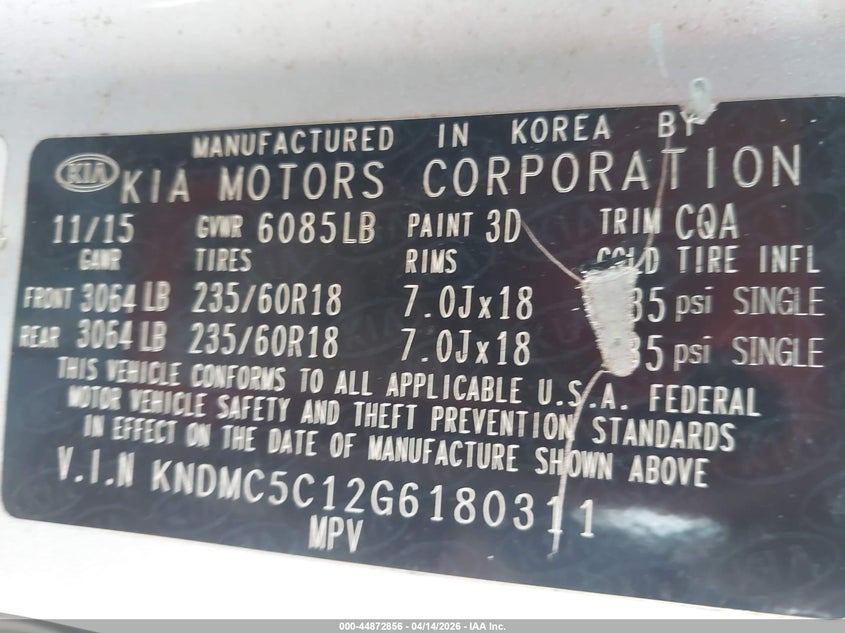 MANUFACTURED IN KOREA BY
KIA KIA MOTORS CORPORATION
11/15 GVWR 6085LB PAINT 3D TRIM CQA
GAWR TIRES RIMS COLD TIRE INFL
FRONT 3064 LB 235/60R18 7.0Jx18 35 psi SINGLE
REAR 3064 LB 235/60R18 7.0Jx18 35 psi SINGLE
THIS VEHICLE CONFORMS TO ALL APPLICABLE U.S.A. FEDERAL
MOTOR VEHICLE SAFETY AND THEFT PREVENTION STANDARDS
IN EFFECT ON THE DATE OF MANUFACTURE SHOWN ABOVE
V.I.N KNDMC5C12G6180311
MPV
000-44872856 | 04/14/2026 | IAA Inc.